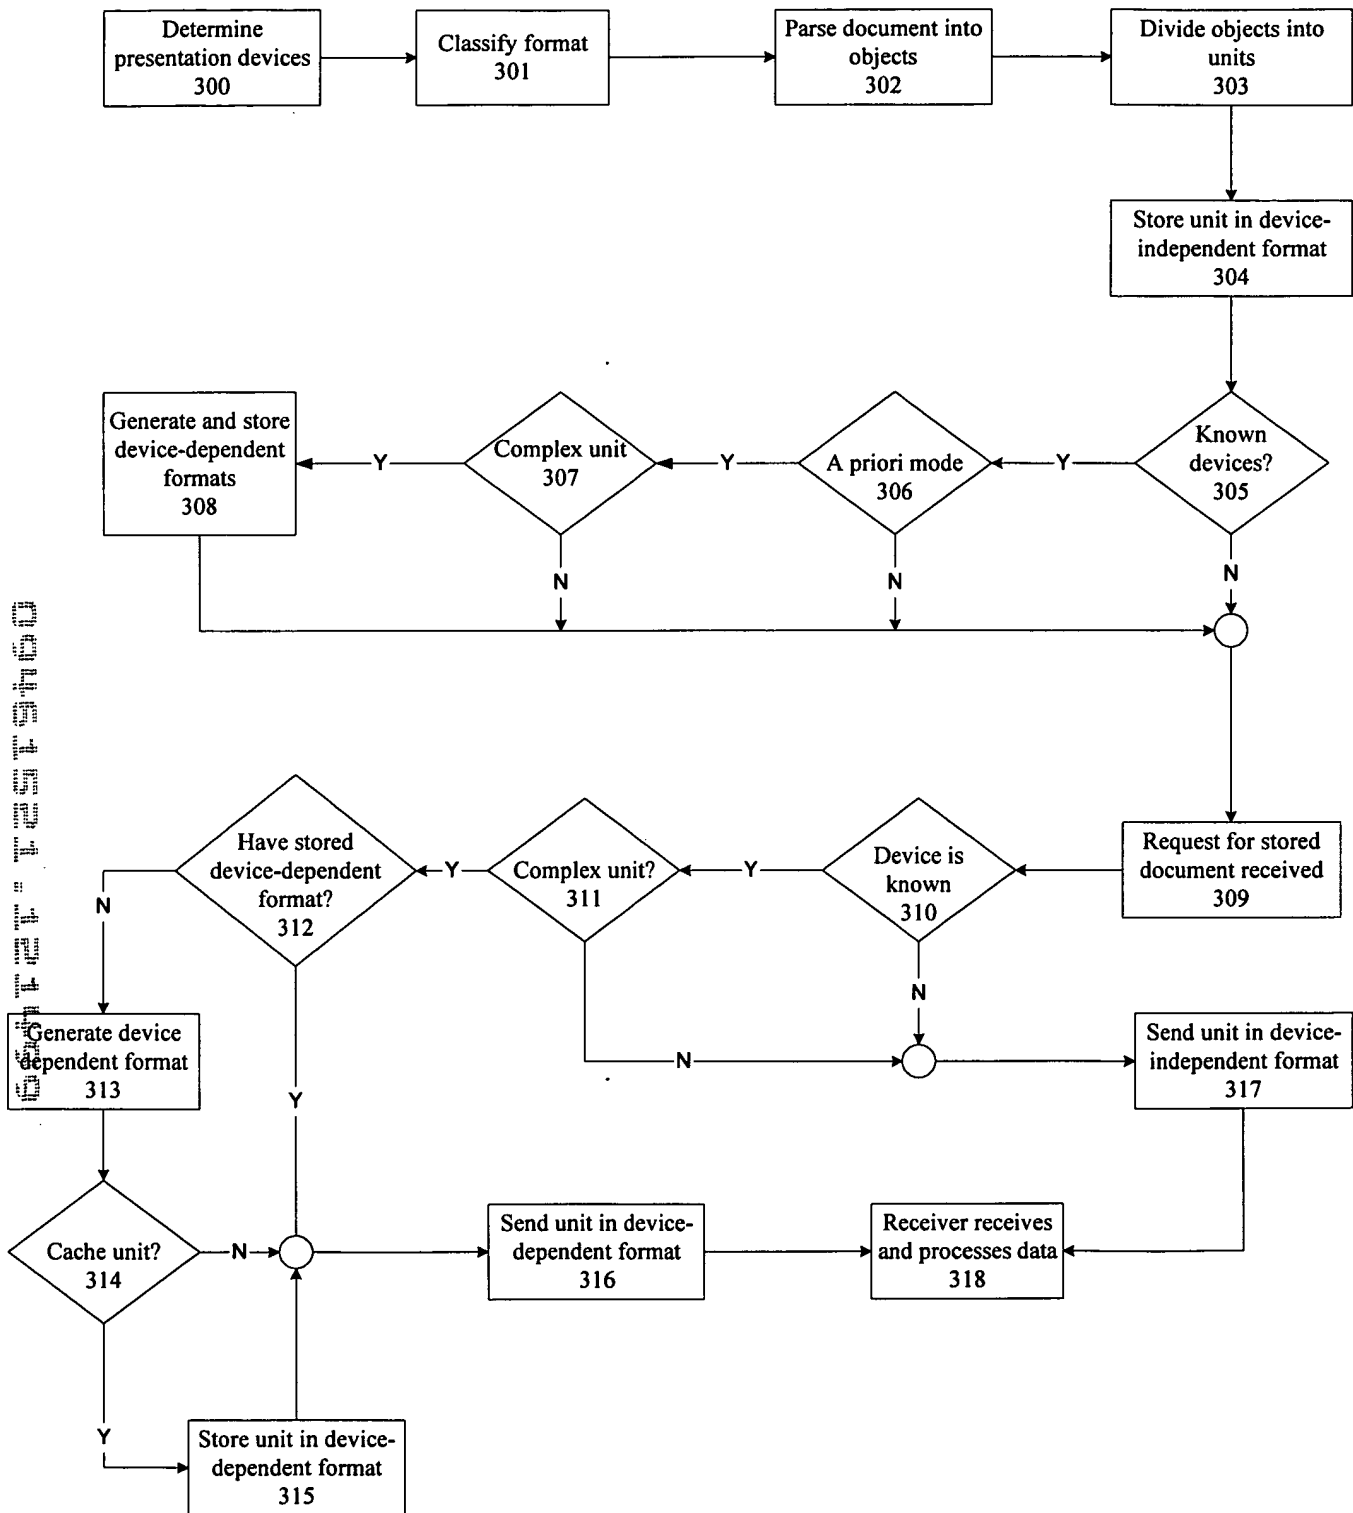 Determine
presentation devices
300
Classify format
301
Parse document into
objects
302
Divide objects into
units
303
Store unit in device-
independent format
304
Known
devices?
305
Y
A priori mode
306
Y
Complex unit
307
Y
Generate and store
device-dependent
formats
308
N
N
N
Request for stored
document received
309
Device is
known
310
Y
Complex unit?
311
Y
Have stored
device-dependent
format?
312
N
N
N
Y
Generate device
dependent format
313
Send unit in device-
independent format
317
Cache unit?
314
N
Send unit in device-
dependent format
316
Receiver receives
and processes data
318
Y
Store unit in device-
dependent format
315